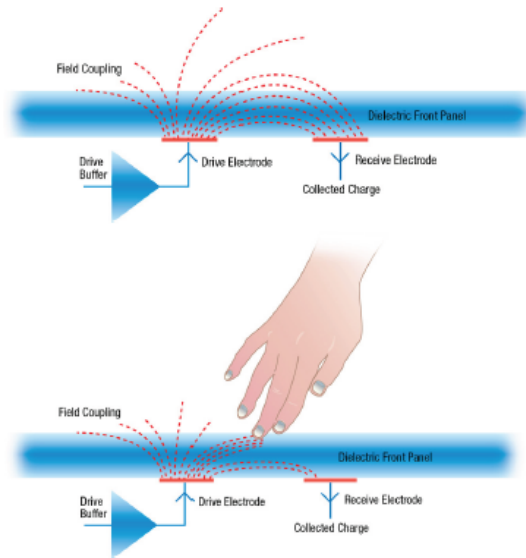 Field Coupling
Dielectric Front Panel
Drive
Buffer
Drive Electrode
Receive Electrode
Collected Charge
Field Coupling
Dielectric Front Panel
Drive
Buffer
Drive Electrode
Receive Electrode
Collected Charge